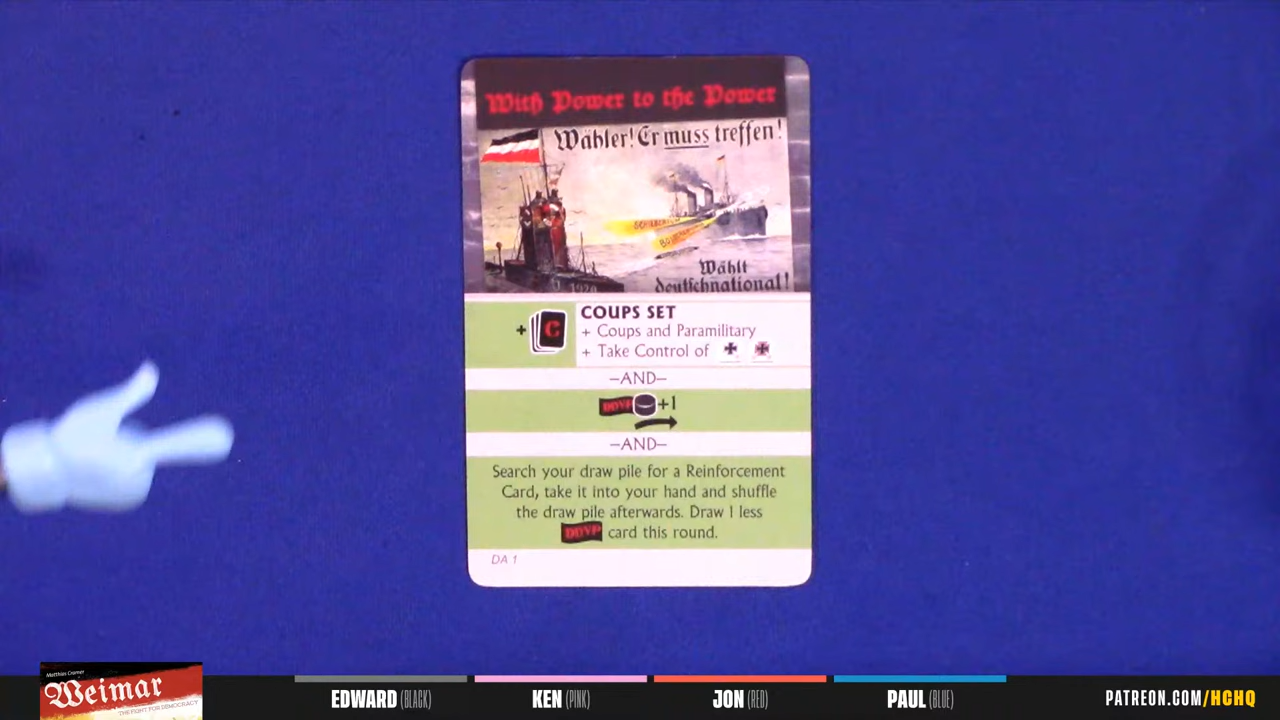 With Power to the Power
Wähler! Er muss treffen!
Wählt
deutschnational!
+ C
COUPS SET
+ Coups and Paramilitary
+ Take Control of
–AND–
DDVP +1
–AND–
Search your draw pile for a Reinforcement
Card, take it into your hand and shuffle
the draw pile afterwards. Draw 1 less
DDVP card this round.
DA 1
Matthias Cramer
Weimar
THE FIGHT FOR DEMOCRACY
EDWARD (BLACK)
KEN (PINK)
JON (RED)
PAUL (BLUE)
PATREON.COM/HCHQ